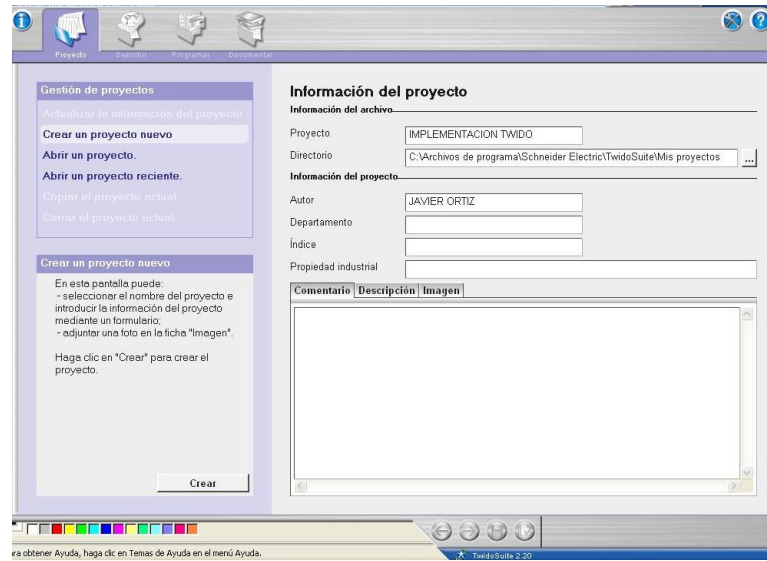 Proyecto
Describir
Programar
Documentar
Gestión de proyectos
Actualizar la información del proyecto
Crear un proyecto nuevo
Abrir un proyecto.
Abrir un proyecto reciente.
Copiar el proyecto actual
Cerrar el proyecto actual
Crear un proyecto nuevo
En esta pantalla puede:
- seleccionar el nombre del proyecto e
introducir la información del proyecto
mediante un formulario;
- adjuntar una foto en la ficha "Imagen".
Haga clic en "Crear" para crear el
proyecto.
Crear
Información del proyecto
Información del archivo
Proyecto IMPLEMENTACION TWIDO
Directorio C:\Archivos de programa\Schneider Electric\TwidoSuite\Mis proyectos ...
Información del proyecto
Autor JAVIER ORTIZ
Departamento
Índice
Propiedad industrial
Comentario Descripción Imagen
ra obtener Ayuda, haga clic en Temas de Ayuda en el menú Ayuda.
TwidoSuite 2.20